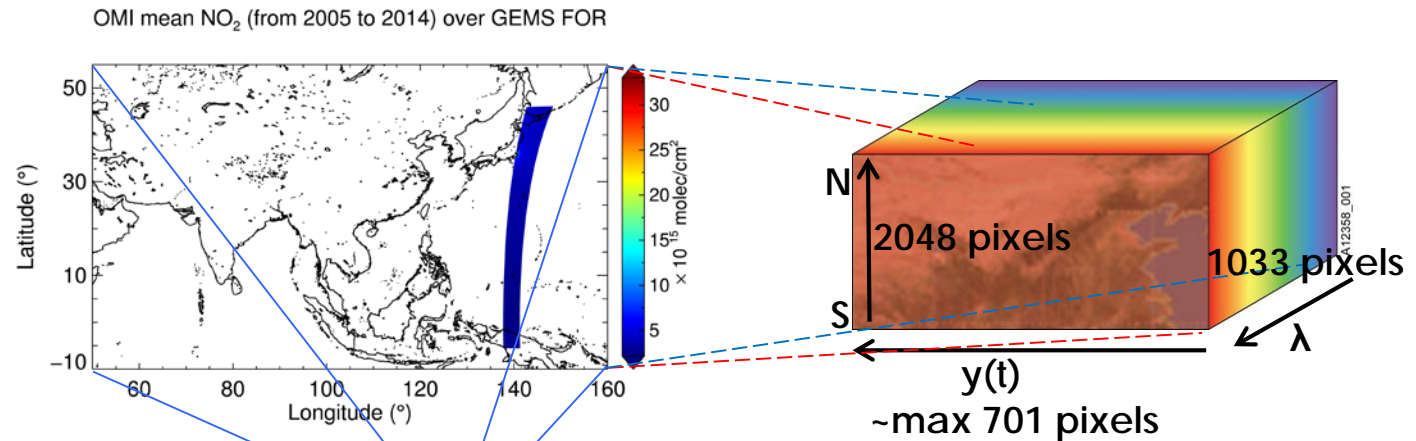 OMI mean NO₂ (from 2005 to 2014) over GEMS FOR
50
30
10
−10
Latitude (°)
60 80 100 120 140 160
Longitude (°)
30
25
20
15
10
5
× 10¹⁵ molec/cm²
N
2048 pixels
S
1033 pixels
A12358_001
λ
y(t)
~max 701 pixels